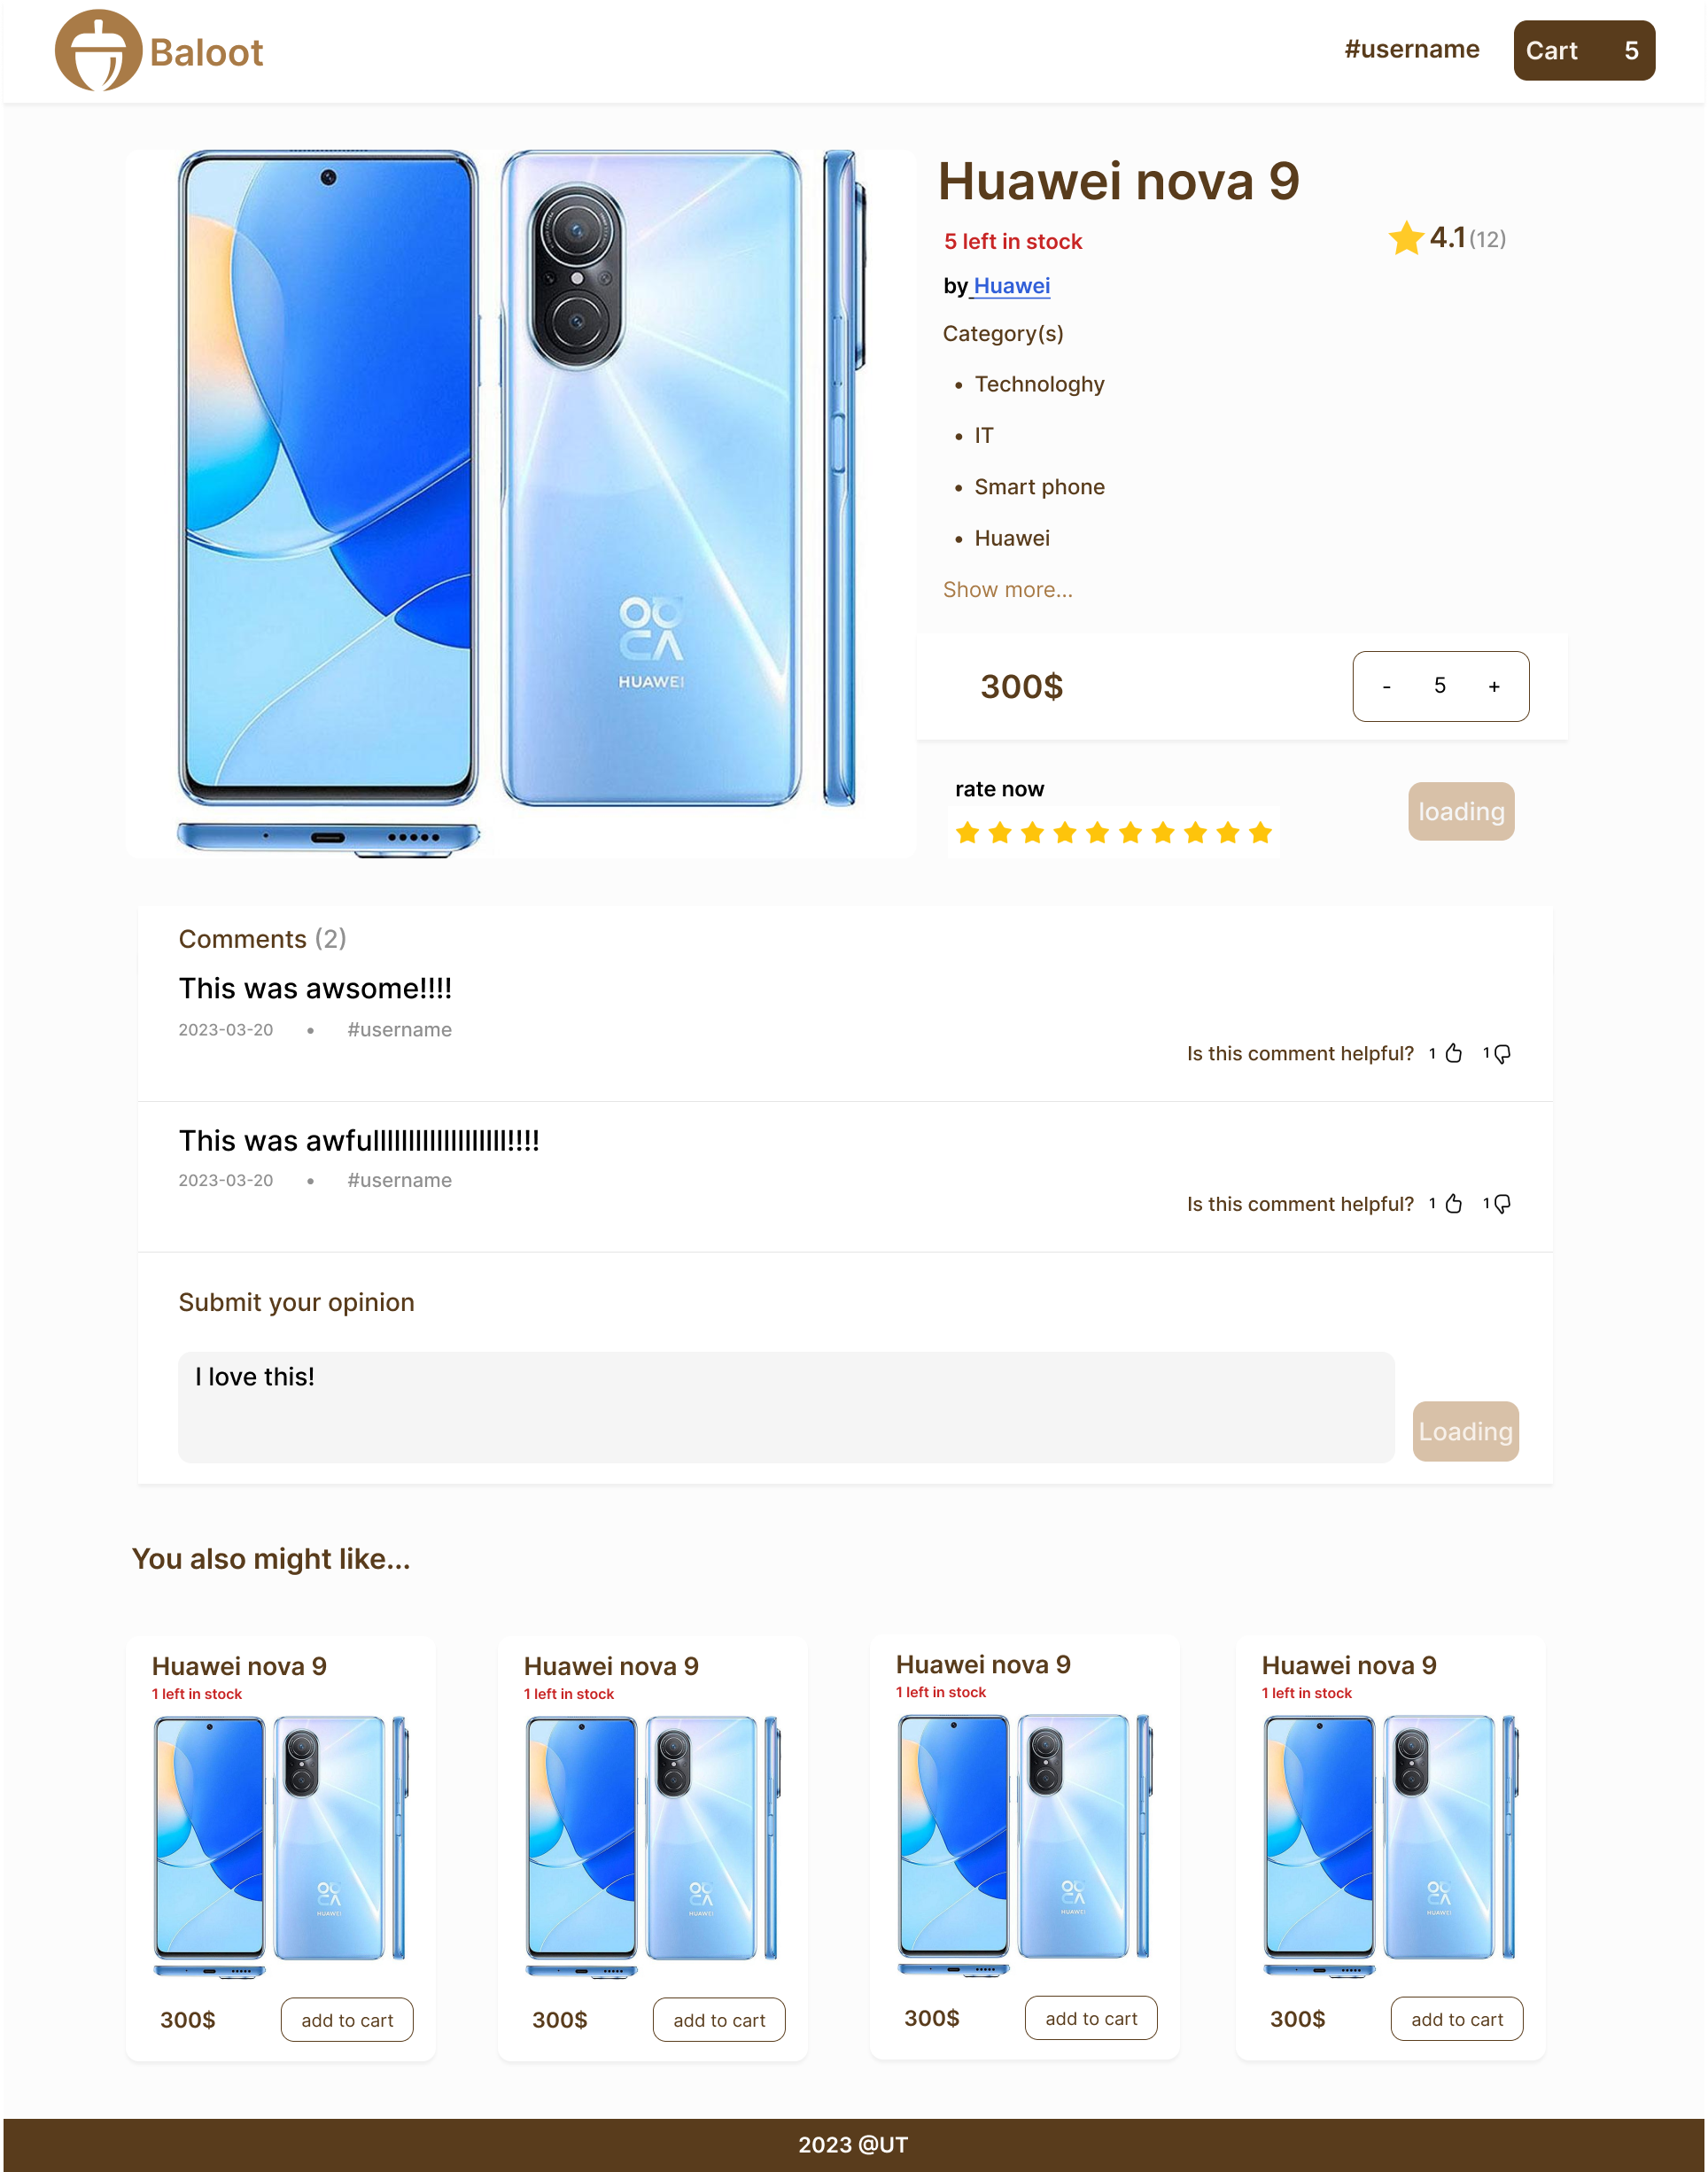 Baloot
#username
Cart 5
Huawei nova 9
5 left in stock
4.1 (12)
by Huawei
Category(s)
• Technologhy
• IT
• Smart phone
• Huawei
Show more...
HUAWEI
300$
- 5 +
rate now
loading
Comments (2)
This was awsome!!!!
2023-03-20 • #username
Is this comment helpful? 1 1
This was awfulllllllllllllllllll!!!!
2023-03-20 • #username
Is this comment helpful? 1 1
Submit your opinion
I love this!
Loading
You also might like...
Huawei nova 9
1 left in stock
HUAWEI
300$
add to cart
Huawei nova 9
1 left in stock
HUAWEI
300$
add to cart
Huawei nova 9
1 left in stock
HUAWEI
300$
add to cart
Huawei nova 9
1 left in stock
HUAWEI
300$
add to cart
2023 @UT